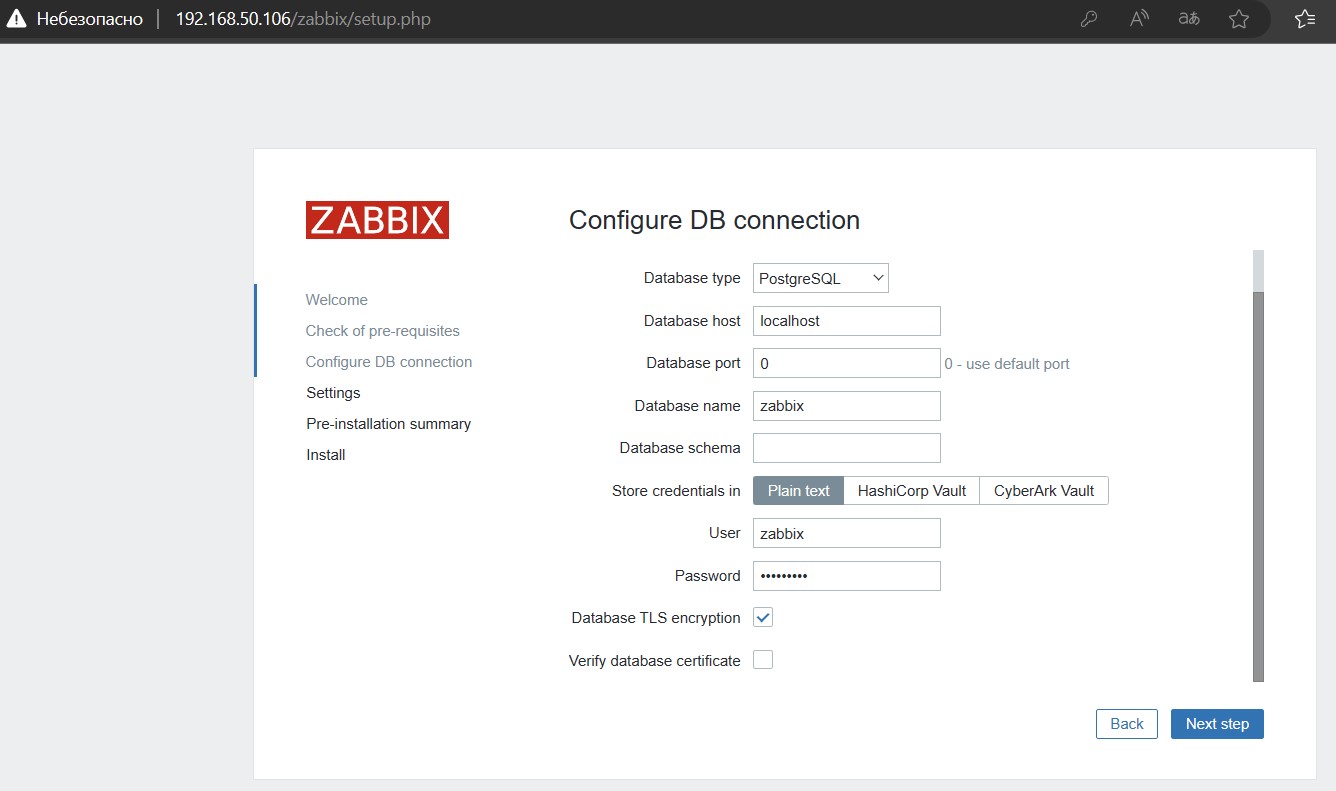 Небезопасно | 192.168.50.106/zabbix/setup.php
ZABBIX
Welcome
Check of pre-requisites
Configure DB connection
Settings
Pre-installation summary
Install
Configure DB connection
Database type PostgreSQL
Database host localhost
Database port 0 0 - use default port
Database name zabbix
Database schema
Store credentials in Plain text HashiCorp Vault CyberArk Vault
User zabbix
Password •••••••••
Database TLS encryption
Verify database certificate
Back Next step